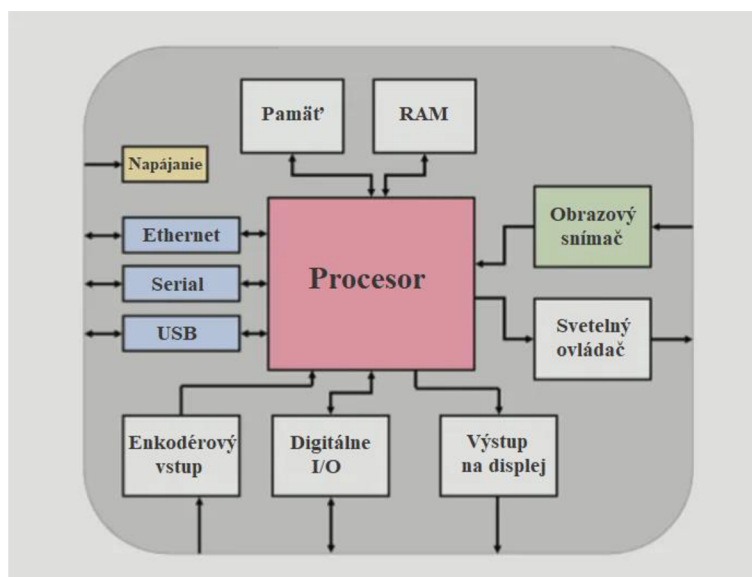 Pamäť
RAM
Napájanie
Obrazový
snímač
Ethernet
Procesor
Serial
Svetelný
ovládač
USB
Enkodérový
vstup
Digitálne
I/O
Výstup
na displej